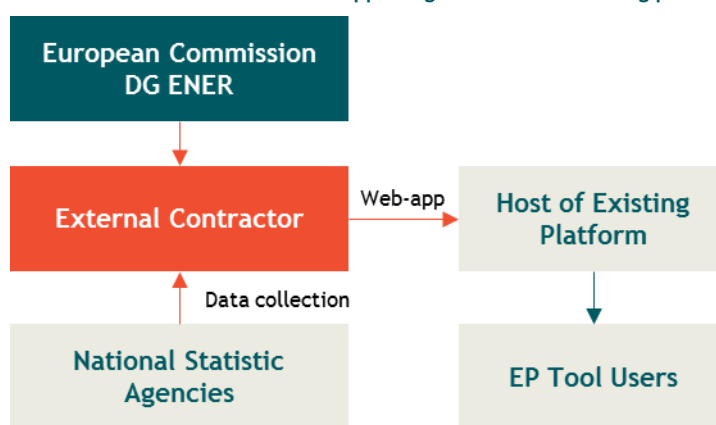 European Commission
DG ENER
External Contractor
Web-app
Host of Existing
Platform
Data collection
National Statistic
Agencies
EP Tool Users